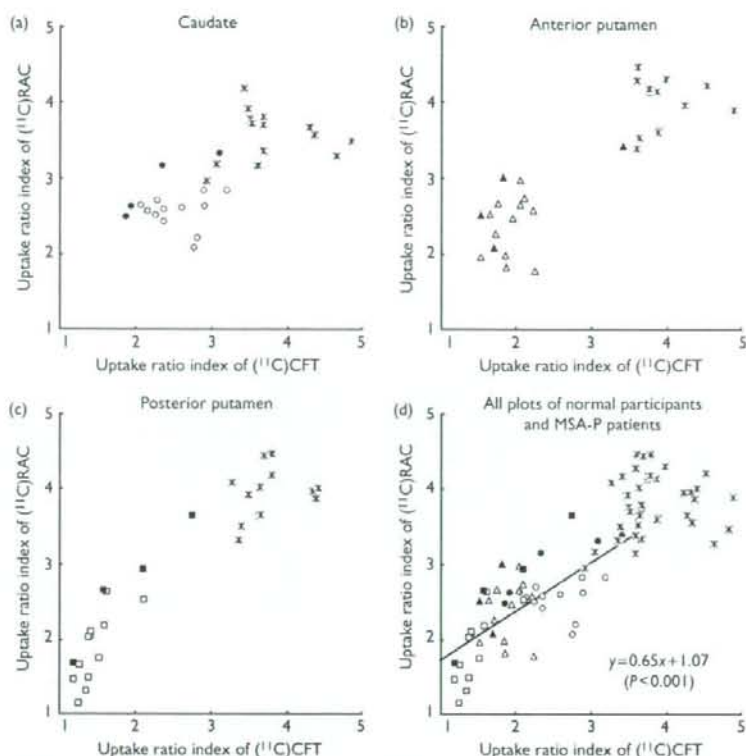 (a) Caudate
5
4
3
2
1
1 2 3 4 5
Uptake ratio index of (¹¹C)RAC
Uptake ratio index of (¹¹C)CFT
(b) Anterior putamen
5
4
3
2
1
1 2 3 4 5
Uptake ratio index of (¹¹C)RAC
Uptake ratio index of (¹¹C)CFT
(c) Posterior putamen
5
4
3
2
1
1 2 3 4 5
Uptake ratio index of (¹¹C)RAC
Uptake ratio index of (¹¹C)CFT
(d) All plots of normal participants
and MSA-P patients
5
4
3
2
1
1 2 3 4 5
Uptake ratio index of (¹¹C)RAC
Uptake ratio index of (¹¹C)CFT
y=0.65x+1.07
(P<0.001)